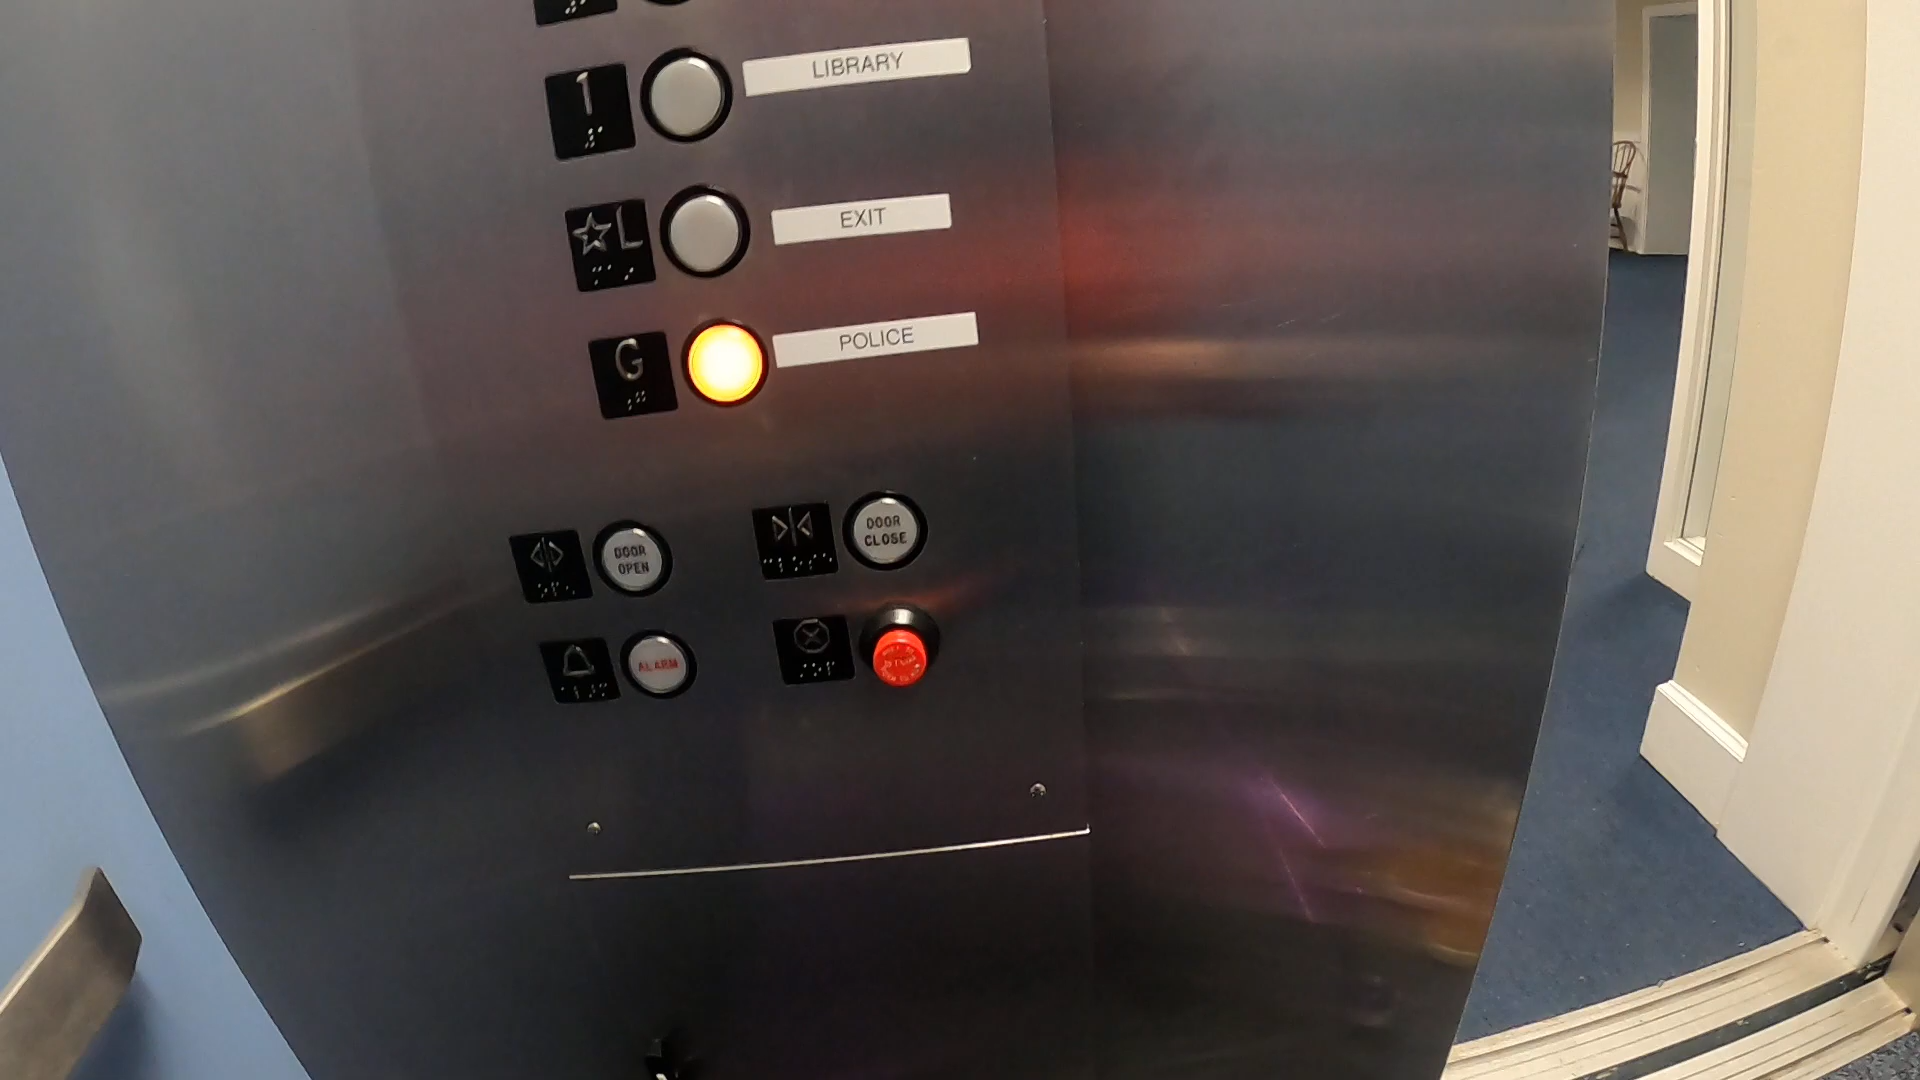 1 LIBRARY
☆L EXIT
G POLICE
DOOR
OPEN
DOOR
CLOSE
ALARM